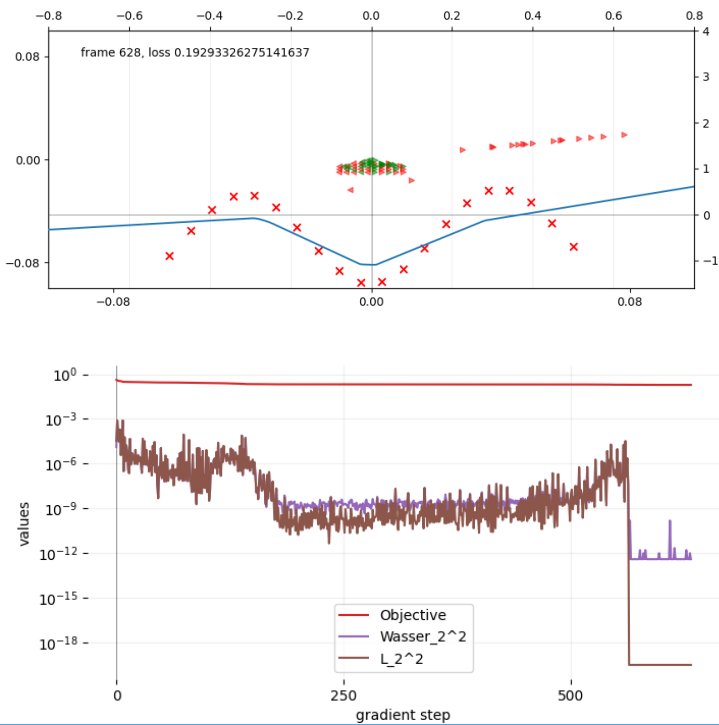 −0.8 −0.6 −0.4 −0.2 0.0 0.2 0.4 0.6 0.8
frame 628, loss 0.19293326275141637
4
0.08
3
2
0.00
1
0
−0.08
−1
−0.08 0.00 0.08
10^0
10^−3
10^−6
10^−9
10^−12
10^−15
10^−18
values
Objective
Wasser_2^2
L_2^2
0 250 500
gradient step